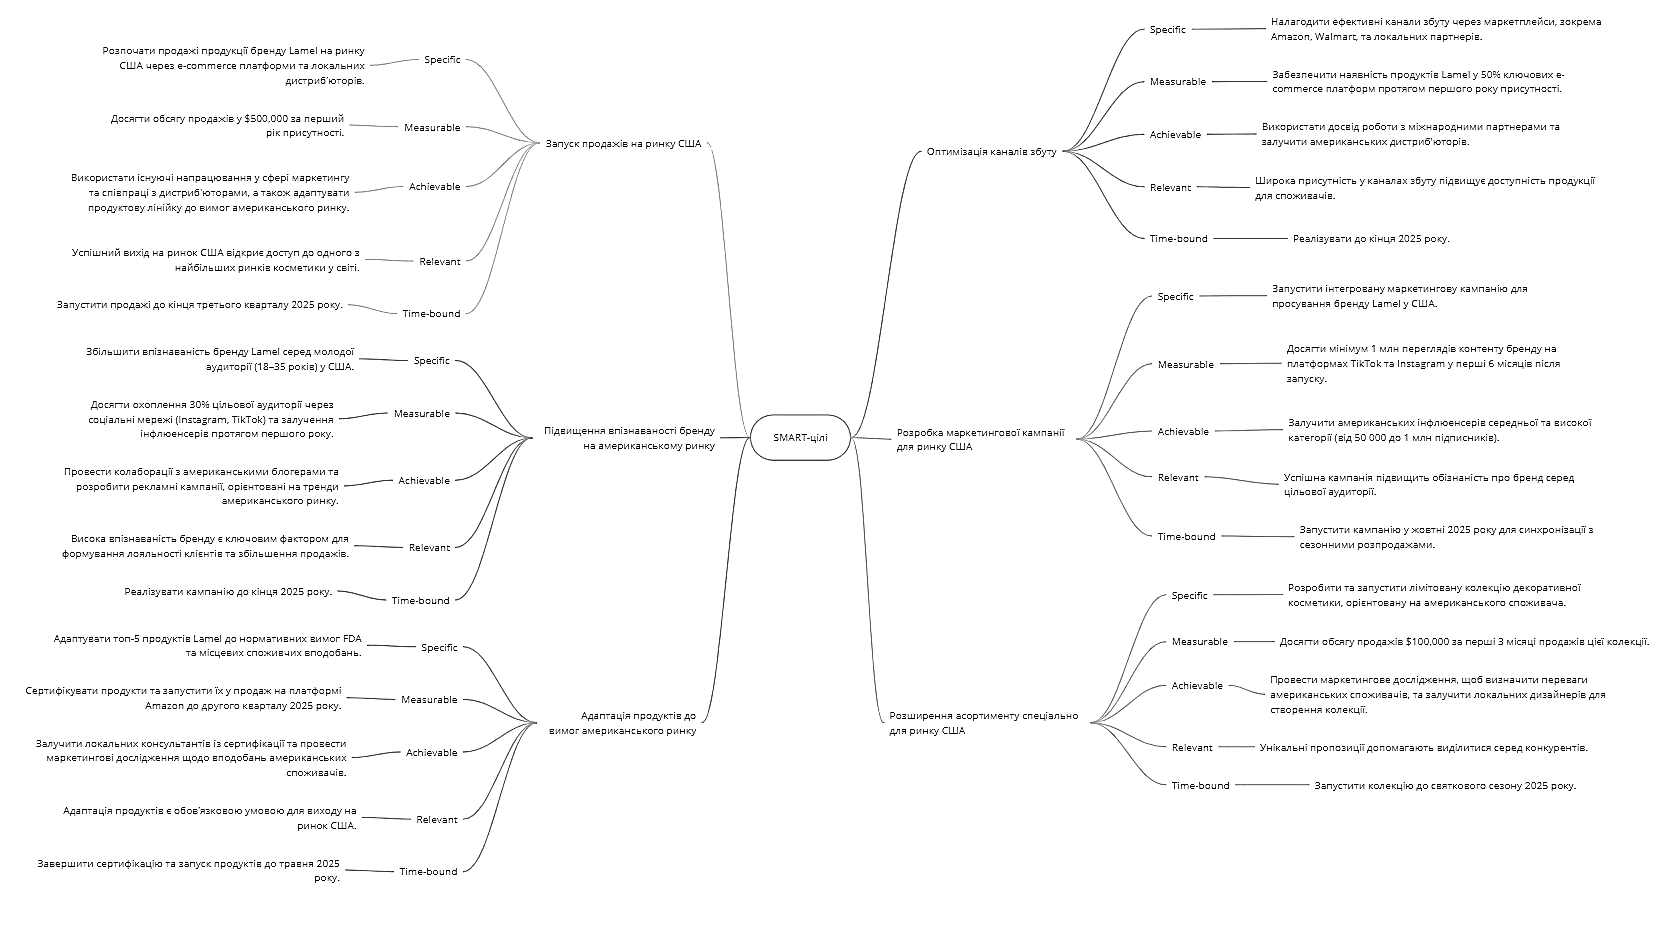 SMART-цілі
Запуск продажів на ринку США
Specific
Розпочати продажі продукції бренду Lamel на ринку
США через e-commerce платформи та локальних
дистриб'юторів.
Measurable
Досягти обсягу продажів у $500,000 за перший
рік присутності.
Achievable
Використати існуючі напрацювання у сфері маркетингу
та співпраці з дистриб'юторами, а також адаптувати
продуктову лінійку до вимог американського ринку.
Relevant
Успішний вихід на ринок США відкриє доступ до одного з
найбільших ринків косметики у світі.
Time-bound
Запустити продажі до кінця третього кварталу 2025 року.
Підвищення впізнаваності бренду
на американському ринку
Specific
Збільшити впізнаваність бренду Lamel серед молодої
аудиторії (18–35 років) у США.
Measurable
Досягти охоплення 30% цільової аудиторії через
соціальні мережі (Instagram, TikTok) та залучення
інфлюенсерів протягом першого року.
Achievable
Провести колаборації з американськими блогерами та
розробити рекламні кампанії, орієнтовані на тренди
американського ринку.
Relevant
Висока впізнаваність бренду є ключовим фактором для
формування лояльності клієнтів та збільшення продажів.
Time-bound
Реалізувати кампанію до кінця 2025 року.
Адаптація продуктів до
вимог американського ринку
Specific
Адаптувати топ-5 продуктів Lamel до нормативних вимог FDA
та місцевих споживчих вподобань.
Measurable
Сертифікувати продукти та запустити їх у продаж на платформі
Amazon до другого кварталу 2025 року.
Achievable
Залучити локальних консультантів із сертифікації та провести
маркетингові дослідження щодо вподобань американських
споживачів.
Relevant
Адаптація продуктів є обов'язковою умовою для виходу на
ринок США.
Time-bound
Завершити сертифікацію та запуск продуктів до травня 2025
року.
Оптимізація каналів збуту
Specific
Налагодити ефективні канали збуту через маркетплейси, зокрема
Amazon, Walmart, та локальних партнерів.
Measurable
Забезпечити наявність продуктів Lamel у 50% ключових e-
commerce платформ протягом першого року присутності.
Achievable
Використати досвід роботи з міжнародними партнерами та
залучити американських дистриб'юторів.
Relevant
Широка присутність у каналах збуту підвищує доступність продукції
для споживачів.
Time-bound
Реалізувати до кінця 2025 року.
Розробка маркетингової кампанії
для ринку США
Specific
Запустити інтегровану маркетингову кампанію для
просування бренду Lamel у США.
Measurable
Досягти мінімум 1 млн переглядів контенту бренду на
платформах TikTok та Instagram у перші 6 місяців після
запуску.
Achievable
Залучити американських інфлюенсерів середньої та високої
категорії (від 50 000 до 1 млн підписників).
Relevant
Успішна кампанія підвищить обізнаність про бренд серед
цільової аудиторії.
Time-bound
Запустити кампанію у жовтні 2025 року для синхронізації з
сезонними розпродажами.
Розширення асортименту спеціально
для ринку США
Specific
Розробити та запустити лімітовану колекцію декоративної
косметики, орієнтовану на американського споживача.
Measurable
Досягти обсягу продажів $100,000 за перші 3 місяці продажів цієї колекції.
Achievable
Провести маркетингове дослідження, щоб визначити переваги
американських споживачів, та залучити локальних дизайнерів для
створення колекції.
Relevant
Унікальні пропозиції допомагають виділитися серед конкурентів.
Time-bound
Запустити колекцію до святкового сезону 2025 року.